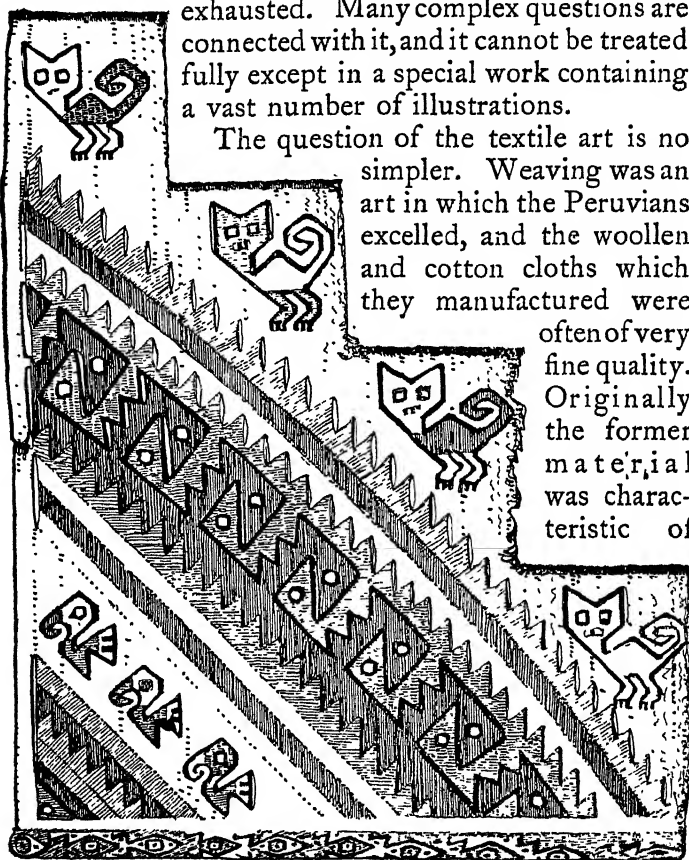 exhausted. Many complex questions are
connected with it, and it cannot be treated
fully except in a special work containing
a vast number of illustrations.
The question of the textile art is no
simpler. Weaving was an
art in which the Peruvians
excelled, and the woollen
and cotton cloths which
they manufactured were
often of very
fine quality.
Originally
the former
material
was charac-
teristic of